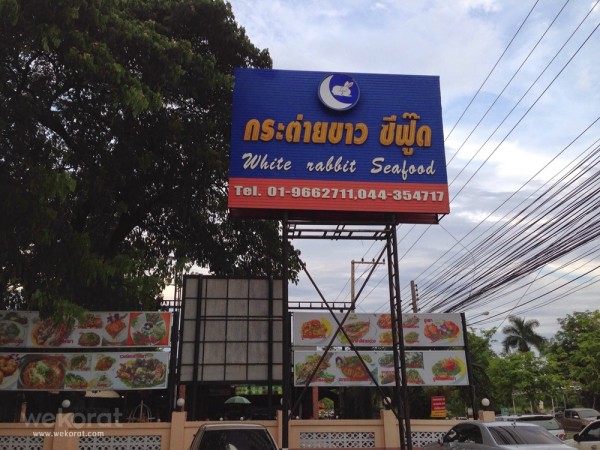 กระต่ายขาว ซีฟู๊ด
White rabbit Seafood
Tel. 01-9662711,044-354717
wekorat
www.wekorat.com